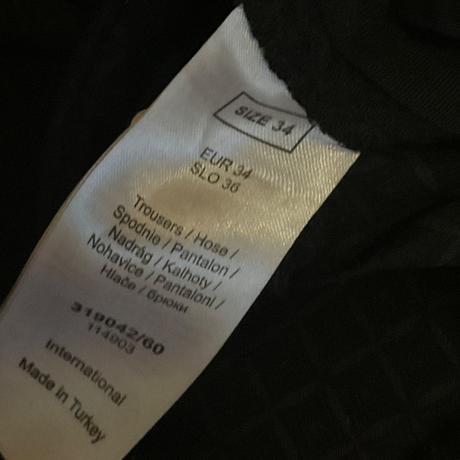 SIZE 34
EUR 34
SLO 36
Trousers / Hose /
Spodnie / Pantalon /
Nadrág / Kalhoty /
Nohavice / Pantaloni /
Hlače / брюки
319042/60
114903
International
Made in Turkey